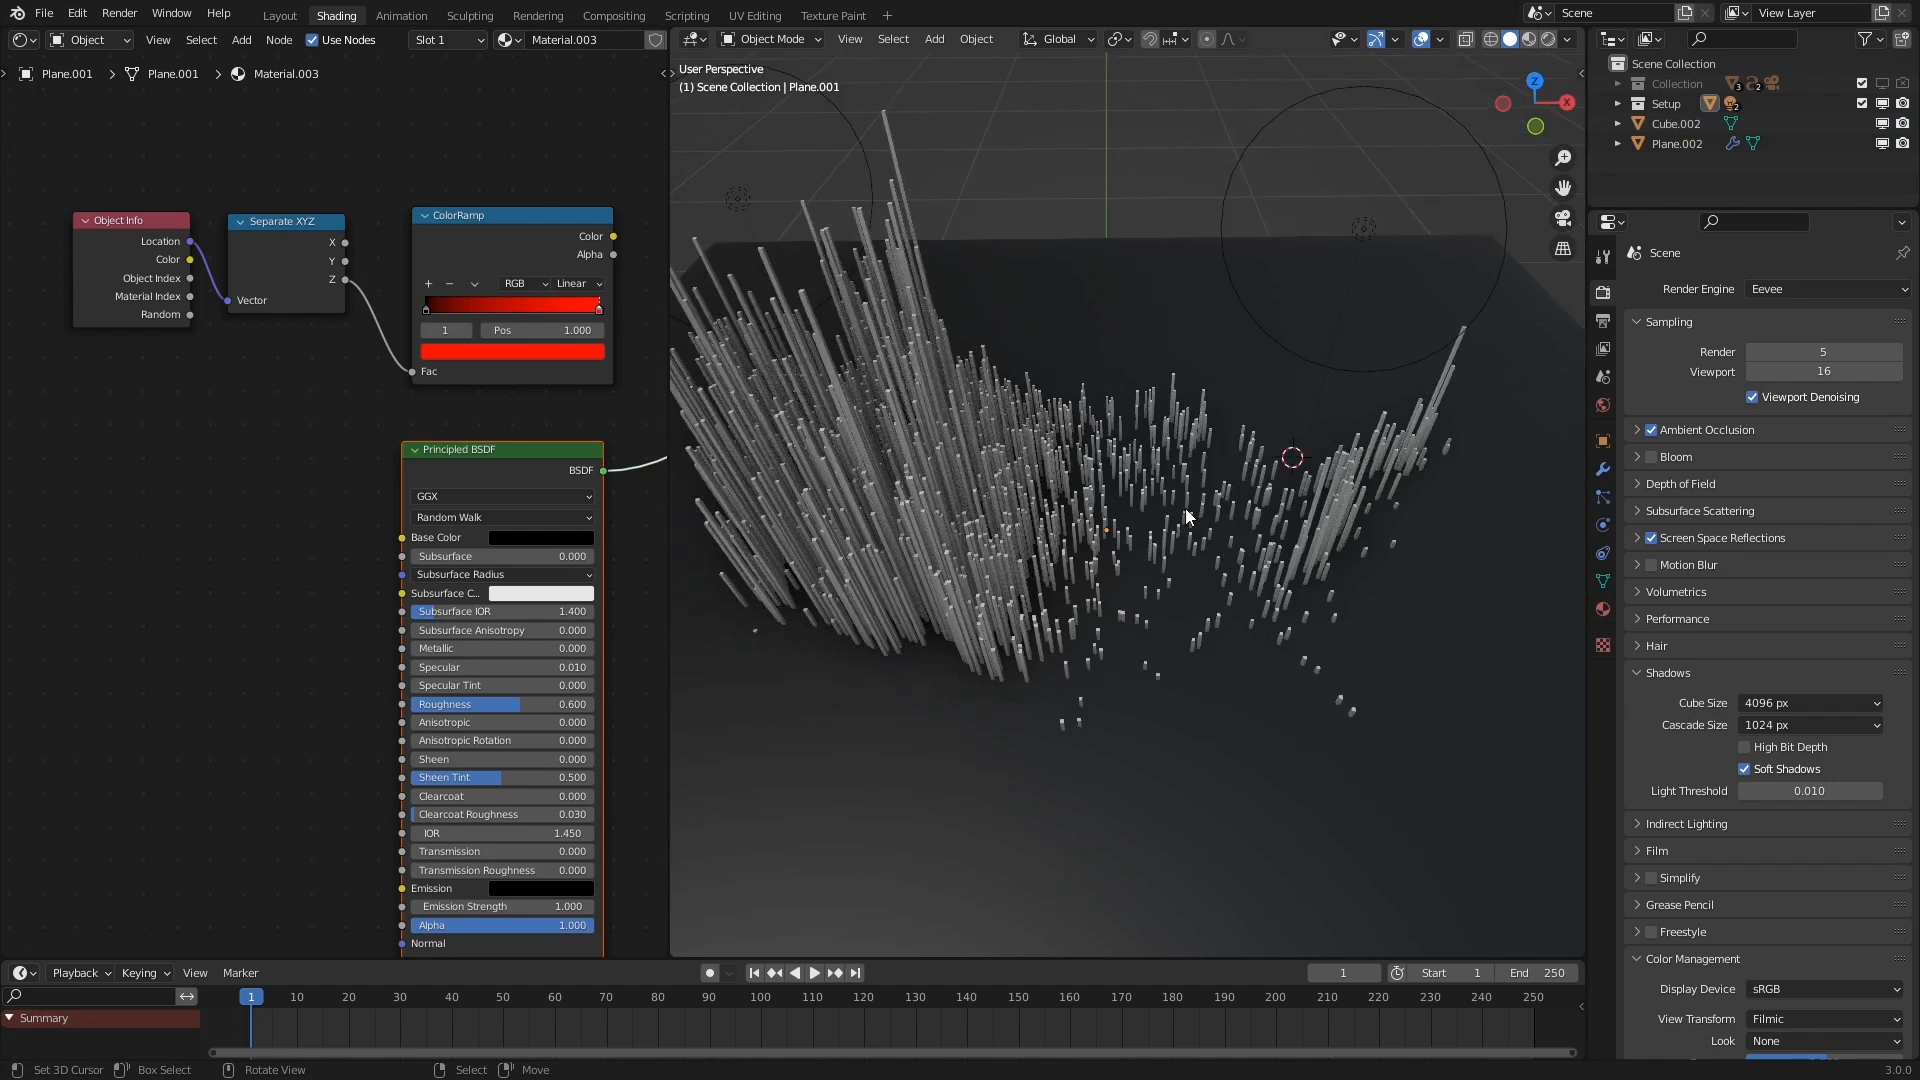 File Edit Render Window Help
Layout Shading Animation Sculpting Rendering Compositing Scripting UV Editing Texture Paint +
Scene
View Layer
Object View Select Add Node Use Nodes Slot 1 Material.003
Object Mode View Select Add Object Global
Plane.001 > Plane.001 > Material.003
User Perspective
(1) Scene Collection | Plane.001
Z
X
Object Info
Location
Color
Object Index
Material Index
Random
Separate XYZ
X
Y
Z
Vector
ColorRamp
Color
Alpha
+ − RGB Linear
1 Pos 1.000
Fac
Principled BSDF
BSDF
GGX
Random Walk
Base Color
Subsurface 0.000
Subsurface Radius
Subsurface C...
Subsurface IOR 1.400
Subsurface Anisotropy 0.000
Metallic 0.000
Specular 0.010
Specular Tint 0.000
Roughness 0.600
Anisotropic 0.000
Anisotropic Rotation 0.000
Sheen 0.000
Sheen Tint 0.500
Clearcoat 0.000
Clearcoat Roughness 0.030
IOR 1.450
Transmission 0.000
Transmission Roughness 0.000
Emission
Emission Strength 1.000
Alpha 1.000
Normal
Scene Collection
Collection 3 2
Setup 2
Cube.002
Plane.002
Scene
Render Engine Eevee
Sampling
Render 5
Viewport 16
Viewport Denoising
Ambient Occlusion
Bloom
Depth of Field
Subsurface Scattering
Screen Space Reflections
Motion Blur
Volumetrics
Performance
Hair
Shadows
Cube Size 4096 px
Cascade Size 1024 px
High Bit Depth
Soft Shadows
Light Threshold 0.010
Indirect Lighting
Film
Simplify
Grease Pencil
Freestyle
Color Management
Display Device sRGB
View Transform Filmic
Look None
Playback Keying View Marker
1 Start 1 End 250
1 10 20 30 40 50 60 70 80 90 100 110 120 130 140 150 160 170 180 190 200 210 220 230 240 250
Summary
Set 3D Cursor Box Select Rotate View Select Move
3.0.0